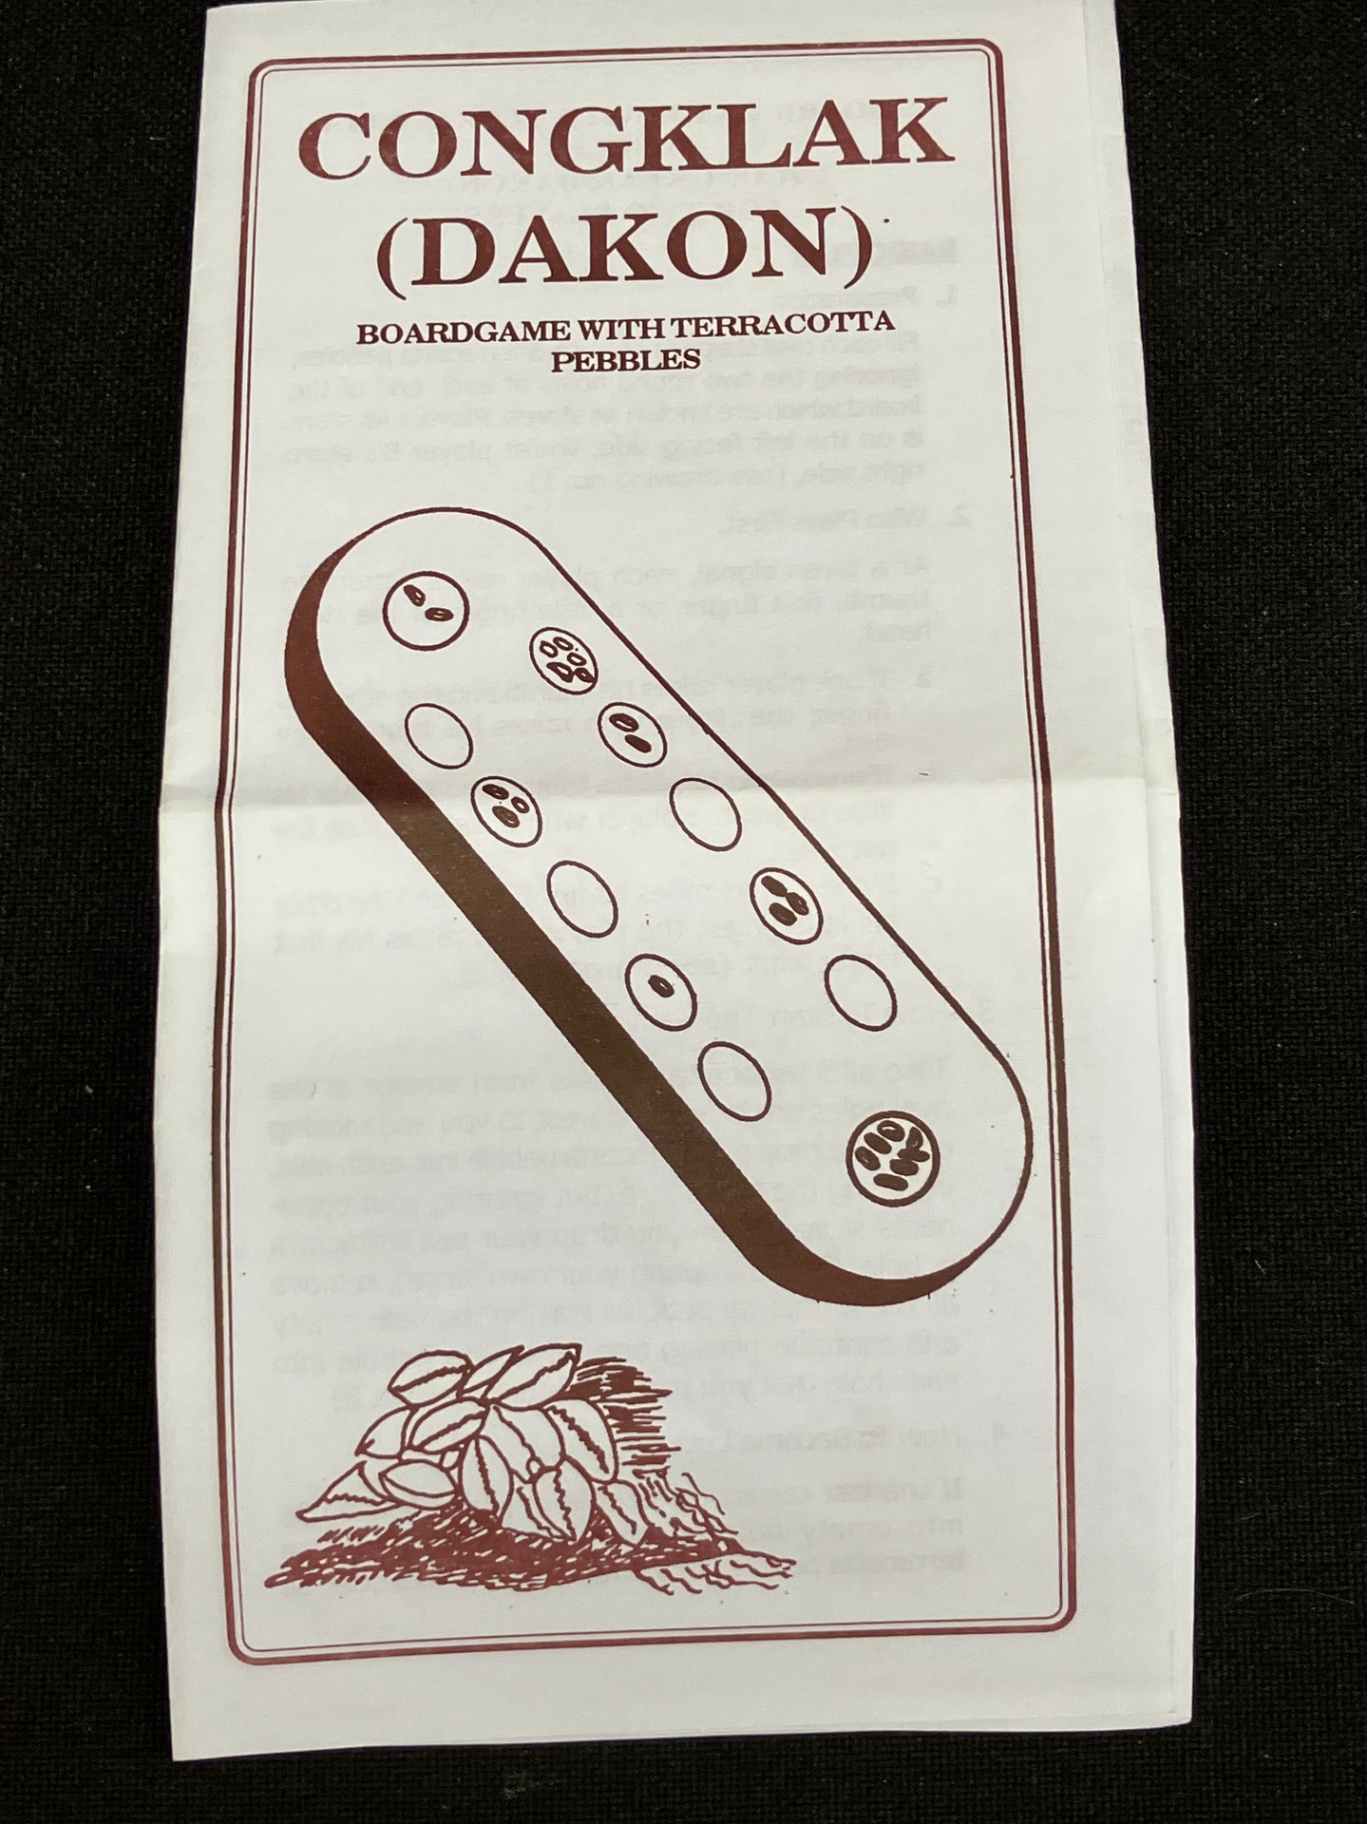 CONGKLAK
(DAKON)
BOARDGAME WITH TERRACOTTA
PEBBLES